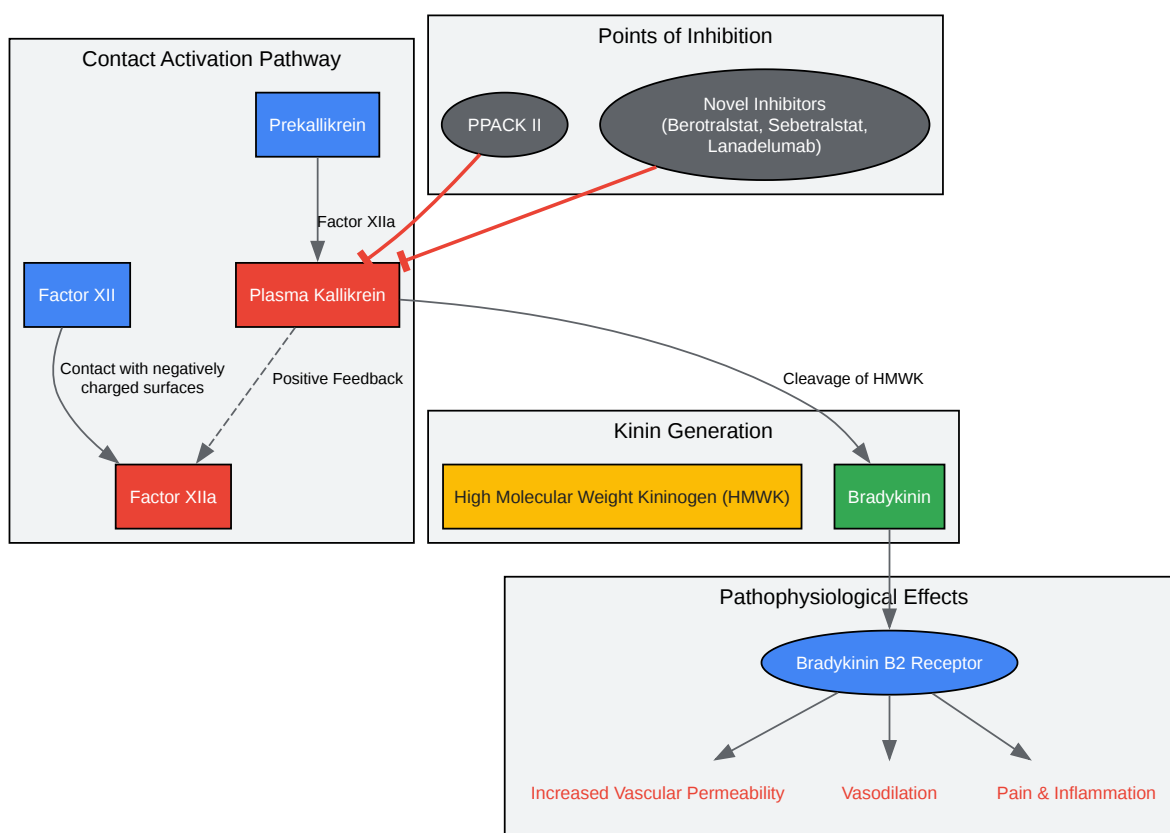 Contact Activation Pathway
Prekallikrein
Factor XIIa
Factor XII
Plasma Kallikrein
Contact with negatively
charged surfaces
Positive Feedback
Factor XIIa
Points of Inhibition
PPACK II
Novel Inhibitors
(Berotralstat, Sebetralstat,
Lanadelumab)
Cleavage of HMWK
Kinin Generation
High Molecular Weight Kininogen (HMWK)
Bradykinin
Pathophysiological Effects
Bradykinin B2 Receptor
Increased Vascular Permeability
Vasodilation
Pain & Inflammation